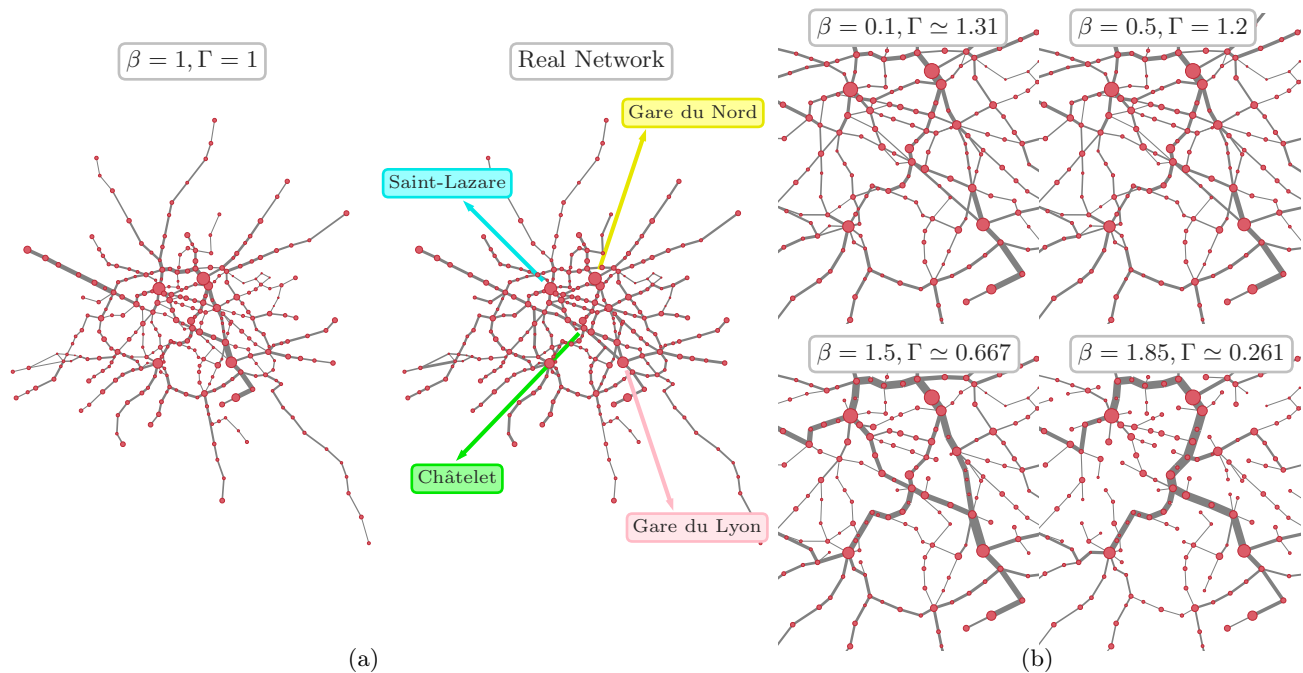 β = 1, Γ = 1
Real Network
Gare du Nord
Saint-Lazare
Châtelet
Gare du Lyon
(a)
β = 0.1, Γ ≃ 1.31
β = 0.5, Γ = 1.2
β = 1.5, Γ ≃ 0.667
β = 1.85, Γ ≃ 0.261
(b)